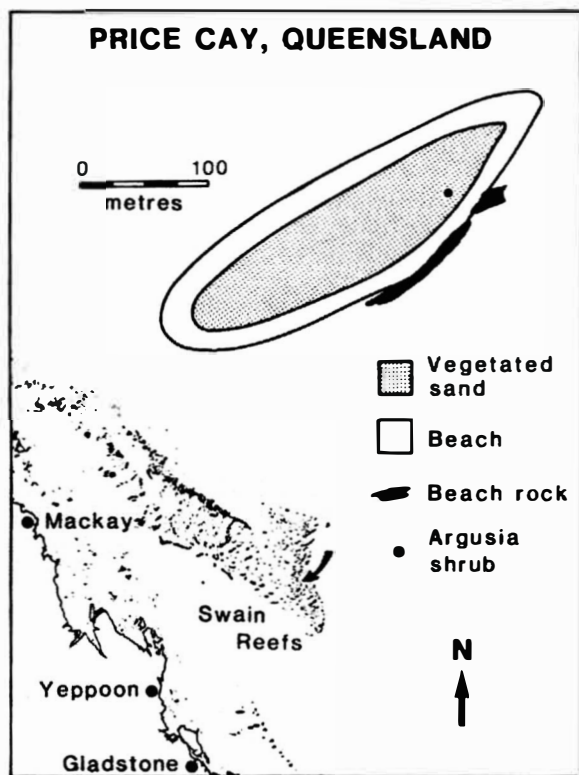 PRICE CAY, QUEENSLAND
0 100
metres
Vegetated
sand
Beach
Beach rock
Argusia
shrub
Mackay
Swain
Reefs
N
Yeppoon
Gladstone